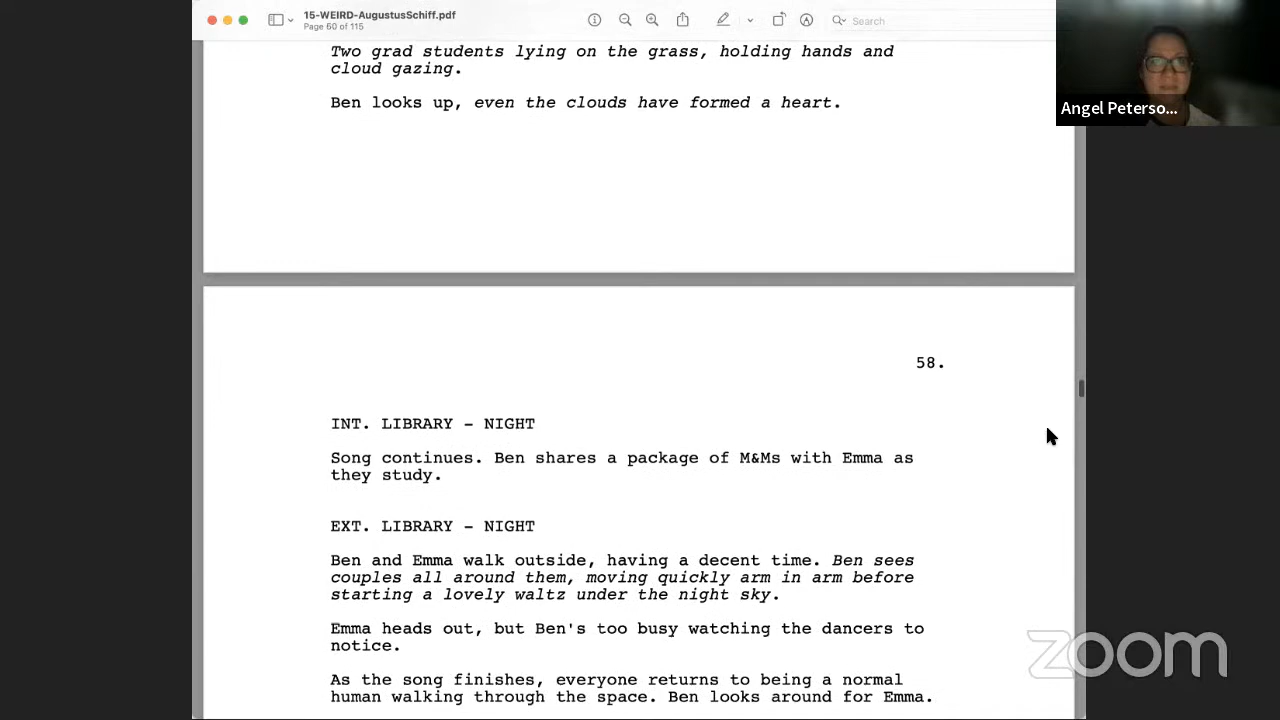 15-WEIRD-AugustusSchiff.pdf
Page 60 of 115
Search
Angel Peterso...
Two grad students lying on the grass, holding hands and
cloud gazing.
Ben looks up, even the clouds have formed a heart.
58.
INT. LIBRARY - NIGHT
Song continues. Ben shares a package of M&Ms with Emma as
they study.
EXT. LIBRARY - NIGHT
Ben and Emma walk outside, having a decent time. Ben sees
couples all around them, moving quickly arm in arm before
starting a lovely waltz under the night sky.
Emma heads out, but Ben's too busy watching the dancers to
notice.
As the song finishes, everyone returns to being a normal
human walking through the space. Ben looks around for Emma.
zoom